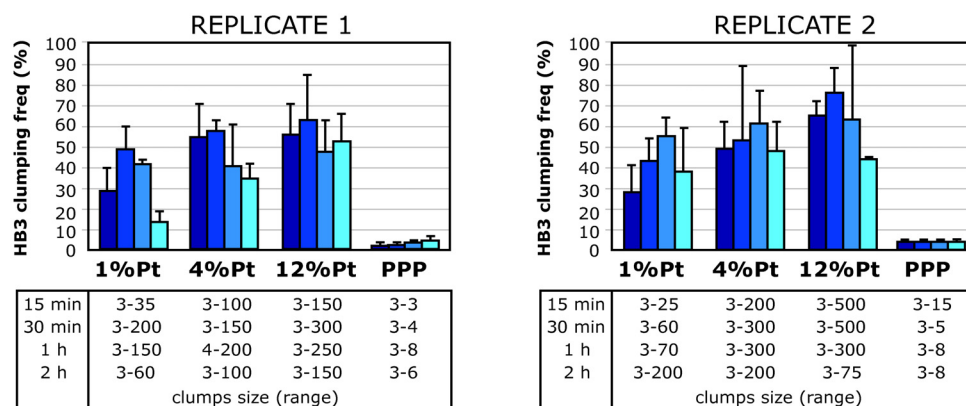 REPLICATE 1
HB3 clumping freq (%)
100
90
80
70
60
50
40
30
20
10
0
1%Pt 4%Pt 12%Pt PPP
15 min 3-35 3-100 3-150 3-3
30 min 3-200 3-150 3-300 3-4
1 h 3-150 4-200 3-250 3-8
2 h 3-60 3-100 3-150 3-6
clumps size (range)
REPLICATE 2
HB3 clumping freq (%)
100
90
80
70
60
50
40
30
20
10
0
1%Pt 4%Pt 12%Pt PPP
15 min 3-25 3-200 3-500 3-15
30 min 3-60 3-300 3-500 3-5
1 h 3-70 3-300 3-300 3-8
2 h 3-200 3-200 3-75 3-8
clumps size (range)